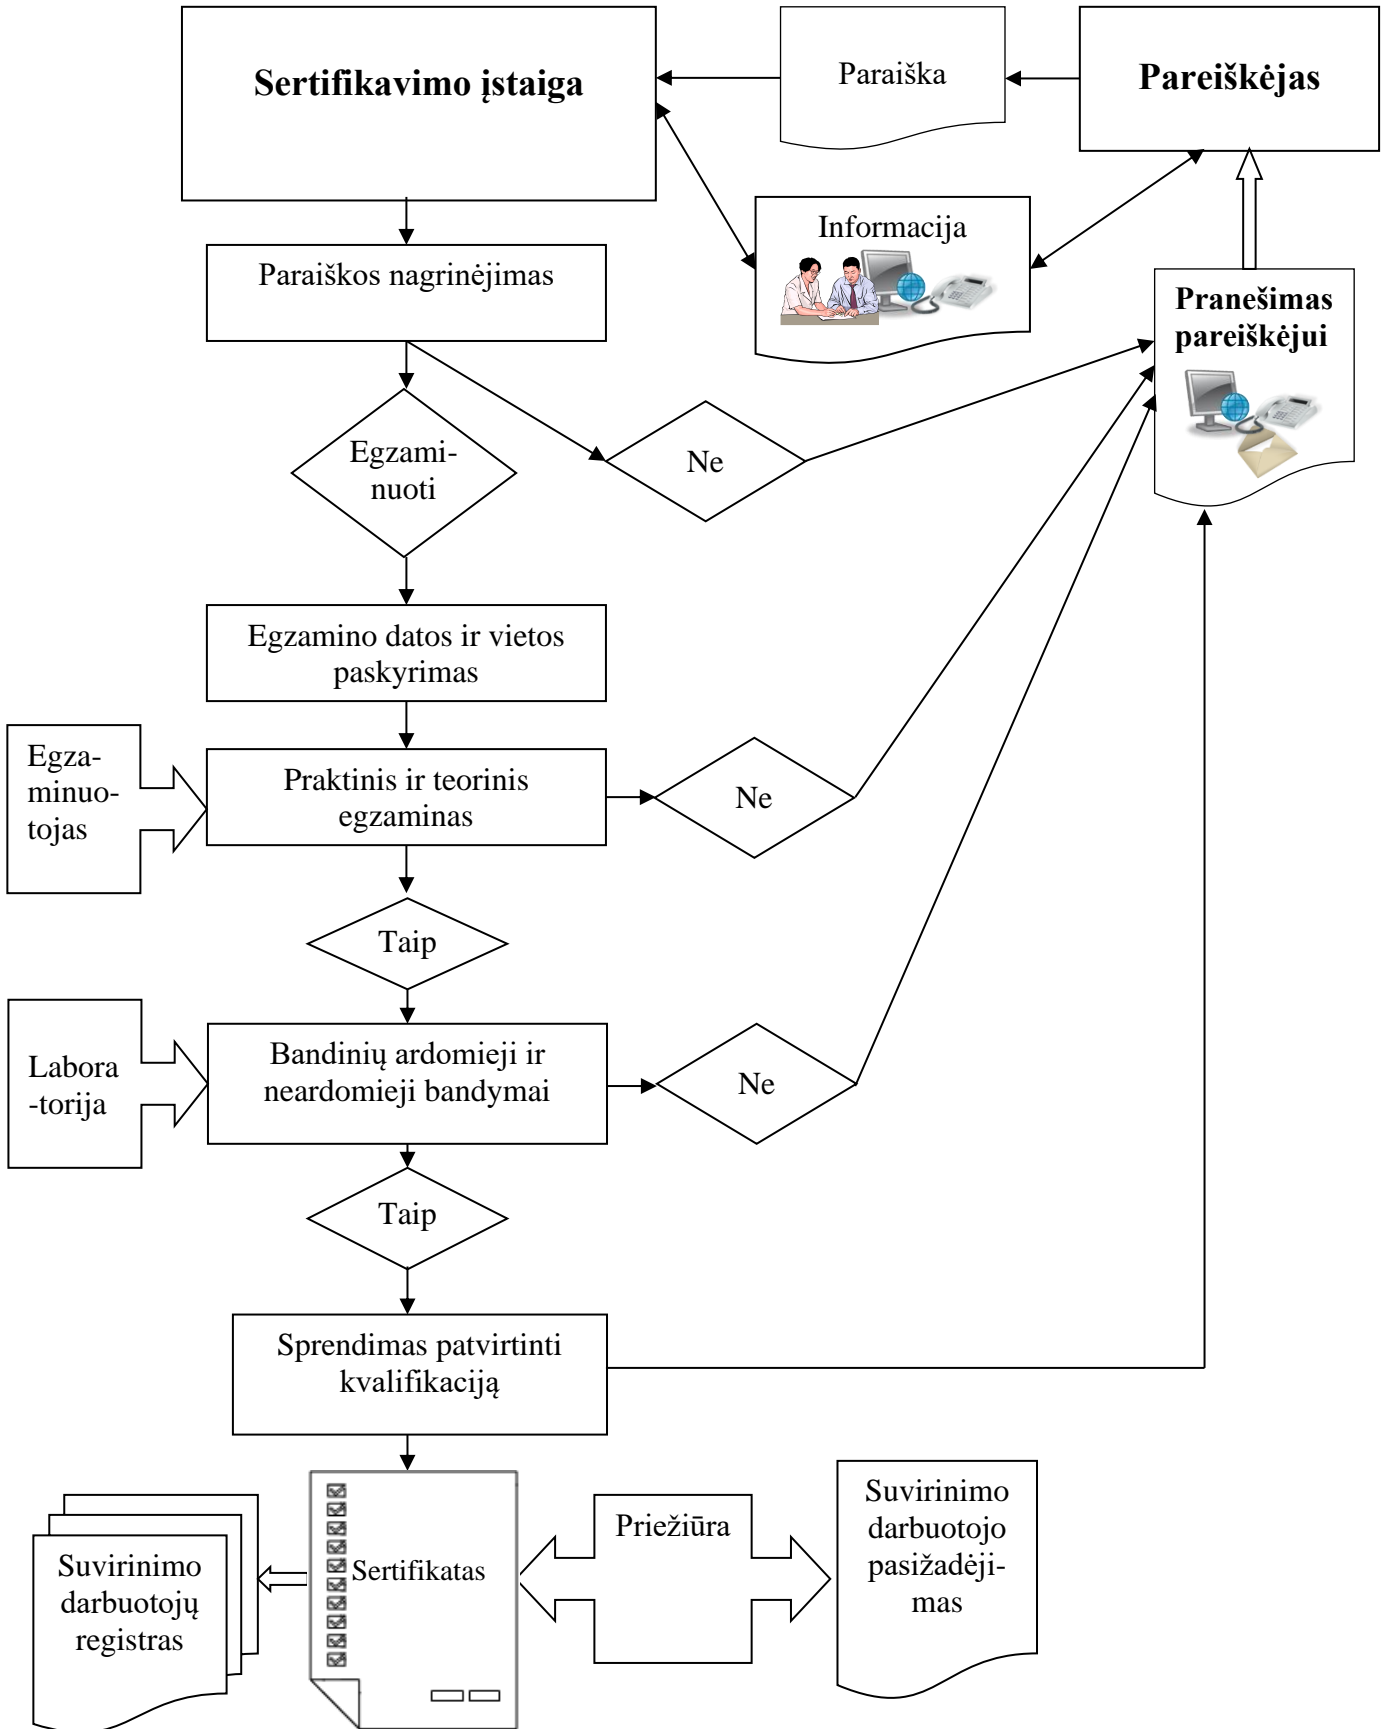 Sertifikavimo įstaiga
Paraiška
Pareiškėjas
Informacija
Paraiškos nagrinėjimas
Pranešimas
pareiškėjui
Egzami-
nuoti
Ne
Egzamino datos ir vietos
paskyrimas
Egza-
minuo-
tojas
Praktinis ir teorinis
egzaminas
Ne
Taip
Labora
-torija
Bandinių ardomieji ir
neardomieji bandymai
Ne
Taip
Sprendimas patvirtinti
kvalifikaciją
Suvirinimo
darbuotojų
registras
Sertifikatas
Priežiūra
Suvirinimo
darbuotojo
pasižadėji-
mas